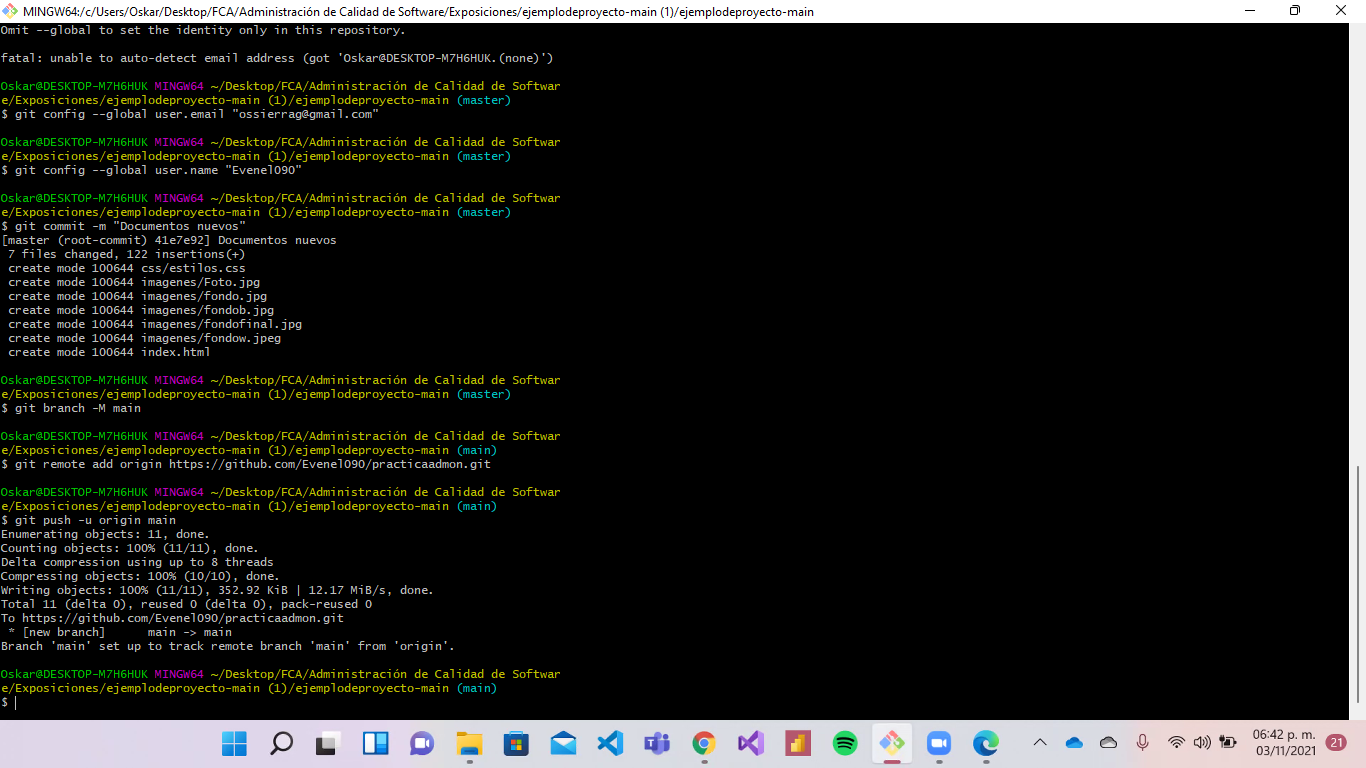 MINGW64:/c/Users/Oskar/Desktop/FCA/Administración de Calidad de Software/Exposiciones/ejemplodeproyecto-main (1)/ejemplodeproyecto-main
Omit --global to set the identity only in this repository.
fatal: unable to auto-detect email address (got 'Oskar@DESKTOP-M7H6HUK.(none)')
Oskar@DESKTOP-M7H6HUK MINGW64 ~/Desktop/FCA/Administración de Calidad de Softwar
e/Exposiciones/ejemplodeproyecto-main (1)/ejemplodeproyecto-main (master)
$ git config --global user.email "ossierrag@gmail.com"
Oskar@DESKTOP-M7H6HUK MINGW64 ~/Desktop/FCA/Administración de Calidad de Softwar
e/Exposiciones/ejemplodeproyecto-main (1)/ejemplodeproyecto-main (master)
$ git config --global user.name "Evenel090"
Oskar@DESKTOP-M7H6HUK MINGW64 ~/Desktop/FCA/Administración de Calidad de Softwar
e/Exposiciones/ejemplodeproyecto-main (1)/ejemplodeproyecto-main (master)
$ git commit -m "Documentos nuevos"
[master (root-commit) 41e7e92] Documentos nuevos
 7 files changed, 122 insertions(+)
 create mode 100644 css/estilos.css
 create mode 100644 imagenes/Foto.jpg
 create mode 100644 imagenes/fondo.jpg
 create mode 100644 imagenes/fondob.jpg
 create mode 100644 imagenes/fondofinal.jpg
 create mode 100644 imagenes/fondow.jpeg
 create mode 100644 index.html
Oskar@DESKTOP-M7H6HUK MINGW64 ~/Desktop/FCA/Administración de Calidad de Softwar
e/Exposiciones/ejemplodeproyecto-main (1)/ejemplodeproyecto-main (master)
$ git branch -M main
Oskar@DESKTOP-M7H6HUK MINGW64 ~/Desktop/FCA/Administración de Calidad de Softwar
e/Exposiciones/ejemplodeproyecto-main (1)/ejemplodeproyecto-main (main)
$ git remote add origin https://github.com/Evenel090/practicaadmon.git
Oskar@DESKTOP-M7H6HUK MINGW64 ~/Desktop/FCA/Administración de Calidad de Softwar
e/Exposiciones/ejemplodeproyecto-main (1)/ejemplodeproyecto-main (main)
$ git push -u origin main
Enumerating objects: 11, done.
Counting objects: 100% (11/11), done.
Delta compression using up to 8 threads
Compressing objects: 100% (10/10), done.
Writing objects: 100% (11/11), 352.92 KiB | 12.17 MiB/s, done.
Total 11 (delta 0), reused 0 (delta 0), pack-reused 0
To https://github.com/Evenel090/practicaadmon.git
 * [new branch]      main -> main
Branch 'main' set up to track remote branch 'main' from 'origin'.
Oskar@DESKTOP-M7H6HUK MINGW64 ~/Desktop/FCA/Administración de Calidad de Softwar
e/Exposiciones/ejemplodeproyecto-main (1)/ejemplodeproyecto-main (main)
$
06:42 p. m.
03/11/2021
21